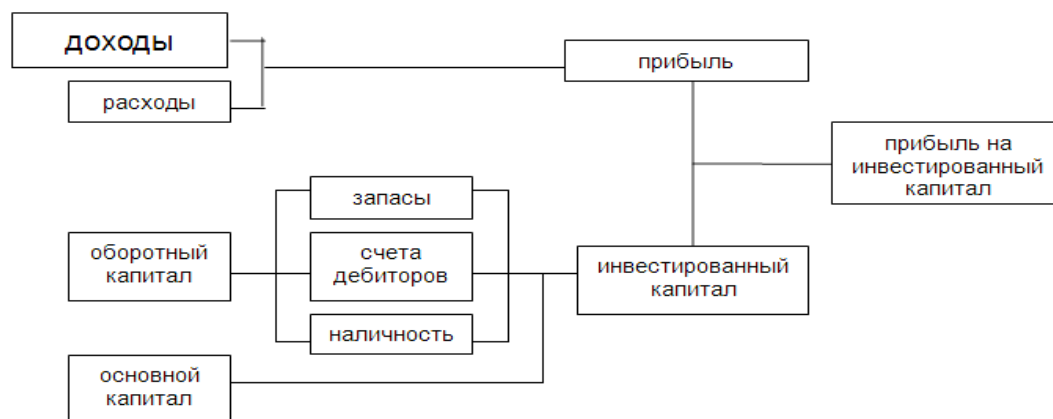 доходы
расходы
прибыль
прибыль на
инвестированный
капитал
запасы
счета
дебиторов
наличность
оборотный
капитал
инвестированный
капитал
основной
капитал